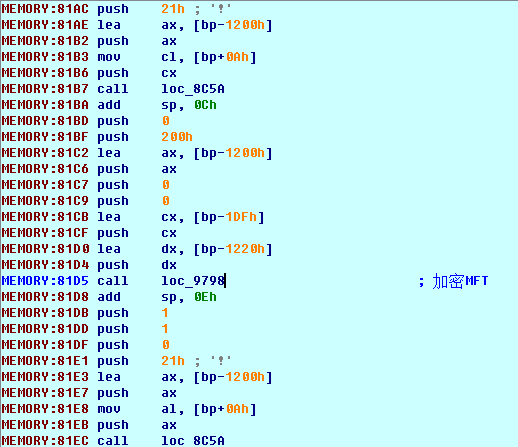 MEMORY:81AC push 21h ; '!'
MEMORY:81AE lea ax, [bp-1200h]
MEMORY:81B2 push ax
MEMORY:81B3 mov cl, [bp+0Ah]
MEMORY:81B6 push cx
MEMORY:81B7 call loc_8C5A
MEMORY:81BA add sp, 0Ch
MEMORY:81BD push 0
MEMORY:81BF push 200h
MEMORY:81C2 lea ax, [bp-1200h]
MEMORY:81C6 push ax
MEMORY:81C7 push 0
MEMORY:81C9 push 0
MEMORY:81CB lea cx, [bp-1DFh]
MEMORY:81CF push cx
MEMORY:81D0 lea dx, [bp-1220h]
MEMORY:81D4 push dx
MEMORY:81D5 call loc_9798 ; 加密MFT
MEMORY:81D8 add sp, 0Eh
MEMORY:81DB push 1
MEMORY:81DD push 1
MEMORY:81DF push 0
MEMORY:81E1 push 21h ; '!'
MEMORY:81E3 lea ax, [bp-1200h]
MEMORY:81E7 push ax
MEMORY:81E8 mov al, [bp+0Ah]
MEMORY:81EB push ax
MEMORY:81EC call loc_8C5A